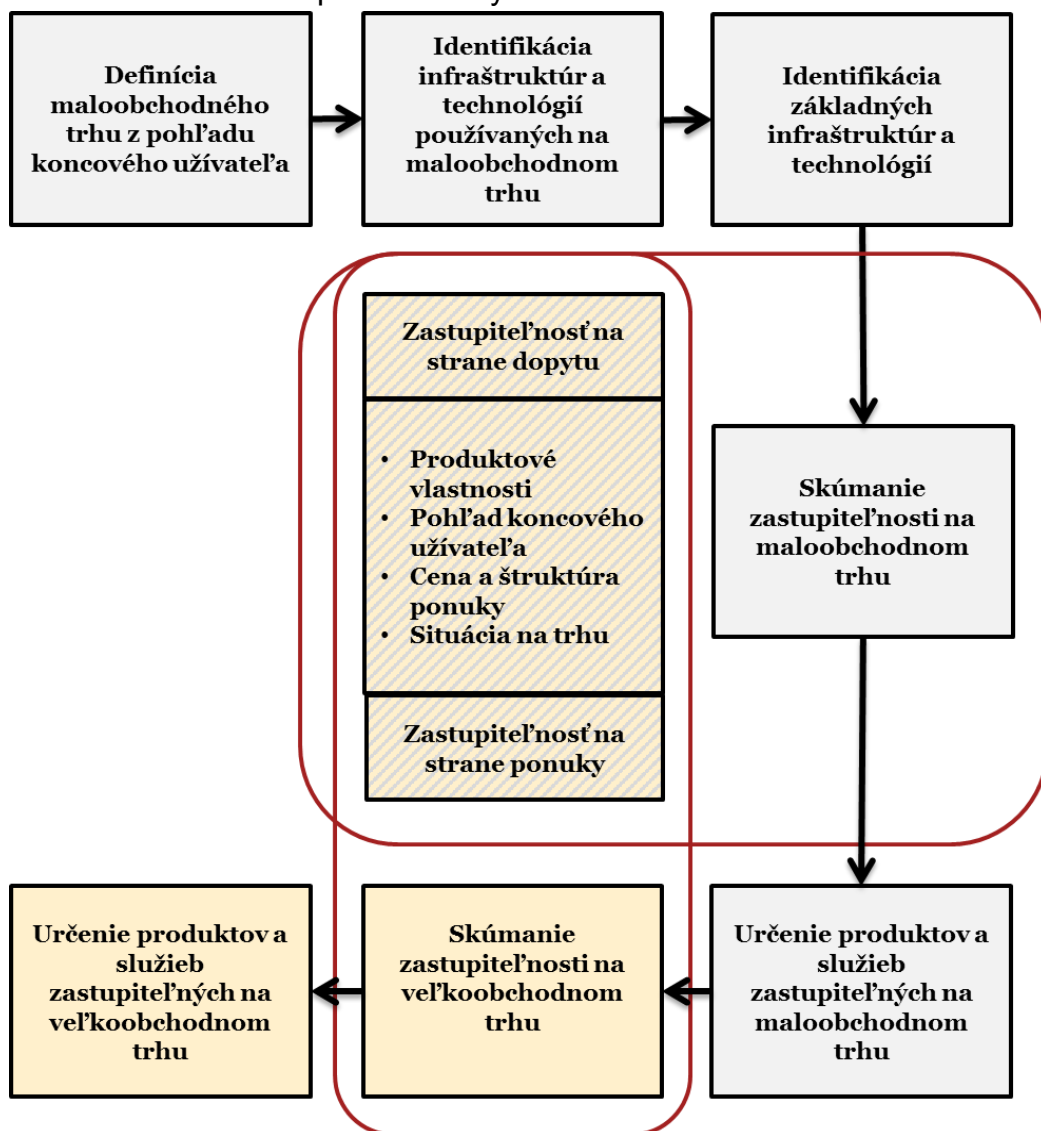 Definícia
maloobchodného
trhu z pohľadu
koncového užívateľa
Identifikácia
infraštruktúr a
technológií
používaných na
maloobchodnom
trhu
Identifikácia
základných
infraštruktúr a
technológií
Zastupiteľnosť na
strane dopytu
• Produktové
vlastnosti
• Pohľad koncového
užívateľa
• Cena a štruktúra
ponuky
• Situácia na trhu
Zastupiteľnosť na
strane ponuky
Skúmanie
zastupiteľnosti na
maloobchodnom
trhu
Určenie produktov a
služieb
zastupiteľných na
maloobchodnom
trhu
Skúmanie
zastupiteľnosti na
veľkoobchodnom
trhu
Určenie produktov a
služieb
zastupiteľných na
veľkoobchodnom
trhu